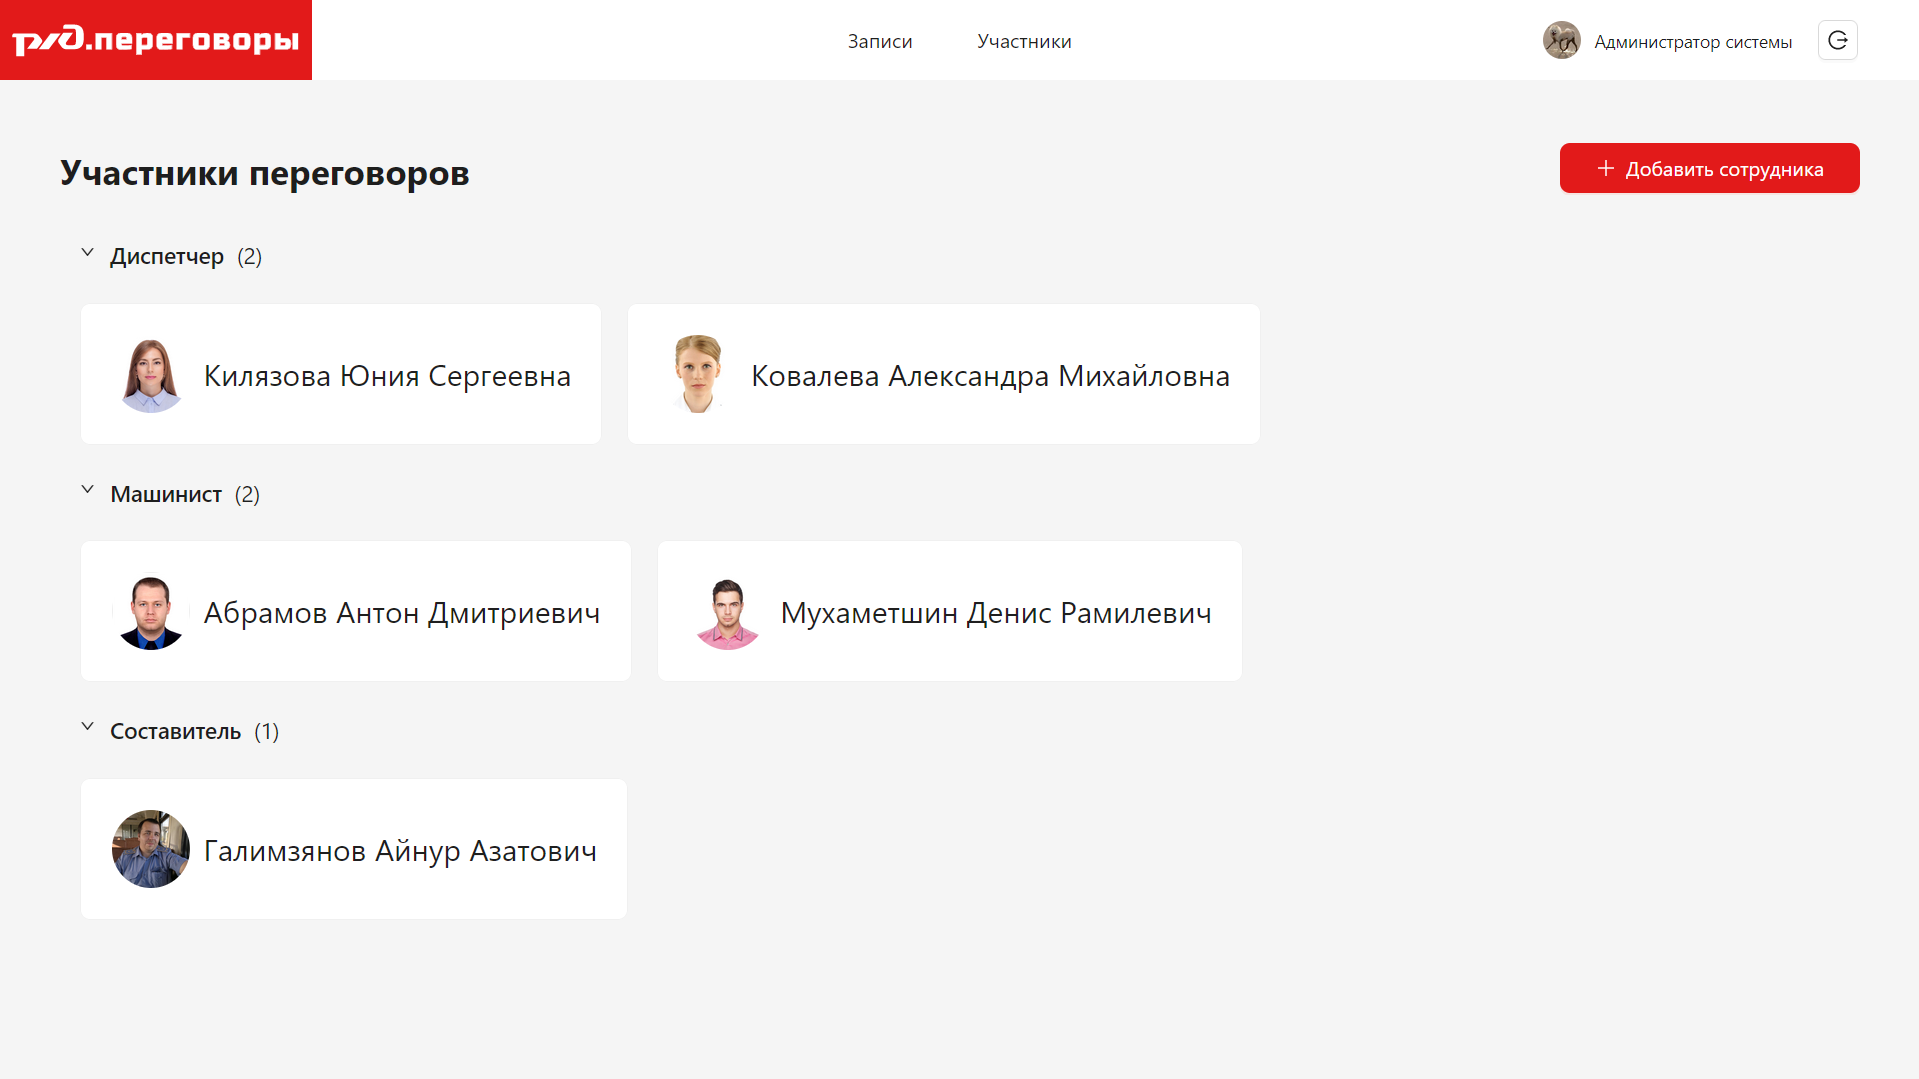 ржд.переговоры
Записи
Участники
Администратор системы
Участники переговоров
Добавить сотрудника
Диспетчер (2)
Килязова Юния Сергеевна
Ковалева Александра Михайловна
Машинист (2)
Абрамов Антон Дмитриевич
Мухаметшин Денис Рамилевич
Составитель (1)
Галимзянов Айнур Азатович